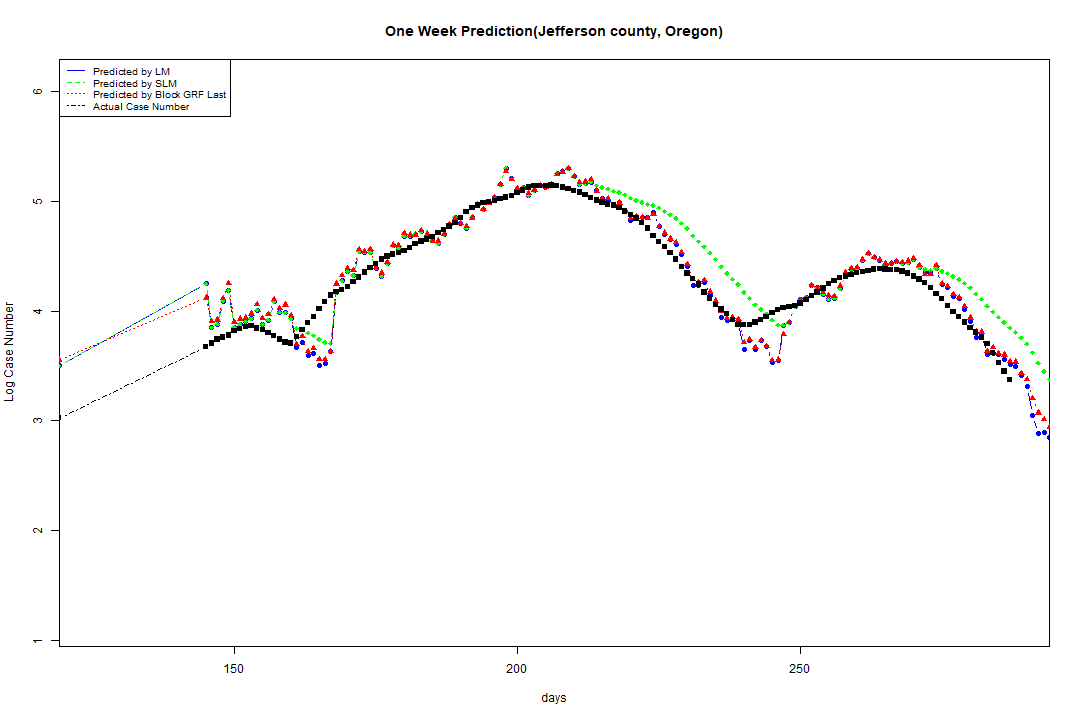 One Week Prediction(Jefferson county, Oregon)
Predicted by LM
Predicted by SLM
Predicted by Block GRF Last
Actual Case Number
6
5
4
3
2
1
Log Case Number
150
200
250
days